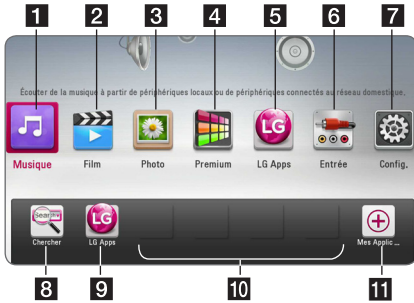 1 2 3 4 5 6 7
Écouter de la musique à partir de périphériques locaux ou de périphériques connectés au réseau domestique.
LG
Musique Film Photo Premium LG Apps Entrée Config.
Search
LG
Chercher LG Apps Mes Applic ...
8 9 10 11